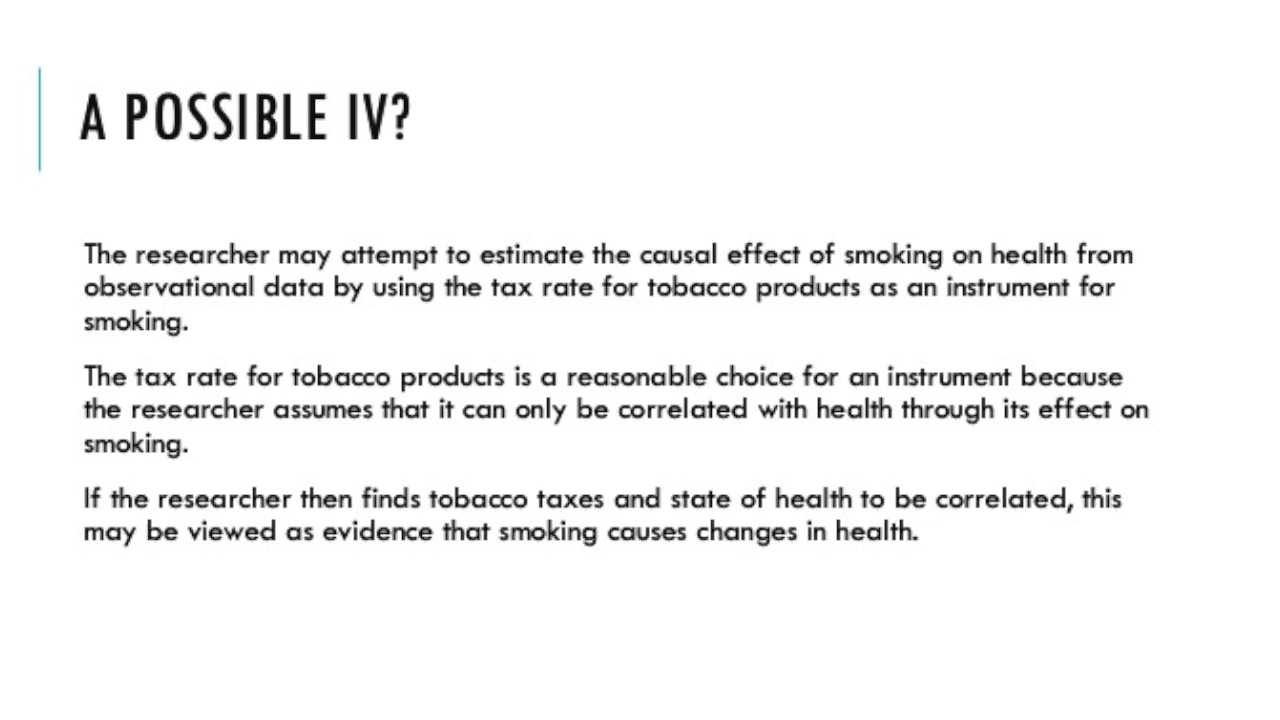 A POSSIBLE IV?
The researcher may attempt to estimate the causal effect of smoking on health from
observational data by using the tax rate for tobacco products as an instrument for
smoking.
The tax rate for tobacco products is a reasonable choice for an instrument because
the researcher assumes that it can only be correlated with health through its effect on
smoking.
If the researcher then finds tobacco taxes and state of health to be correlated, this
may be viewed as evidence that smoking causes changes in health.